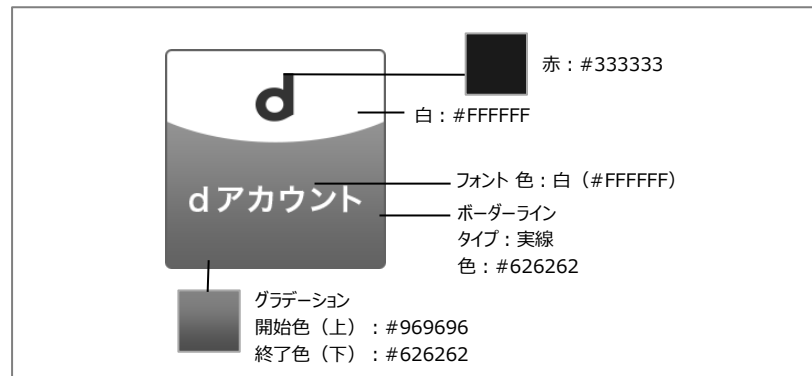 d
赤：#333333
白：#FFFFFF
dアカウント
フォント 色：白（#FFFFFF）
ボーダーライン
タイプ：実線
色：#626262
グラデーション
開始色（上）：#969696
終了色（下）：#626262